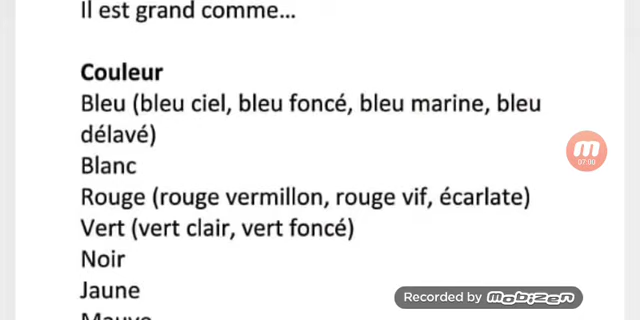 Il est grand comme...
Couleur
Bleu (bleu ciel, bleu foncé, bleu marine, bleu
délavé)
Blanc
Rouge (rouge vermillon, rouge vif, écarlate)
Vert (vert clair, vert foncé)
Noir
Jaune
Mauve
07:00
Recorded by mobizen